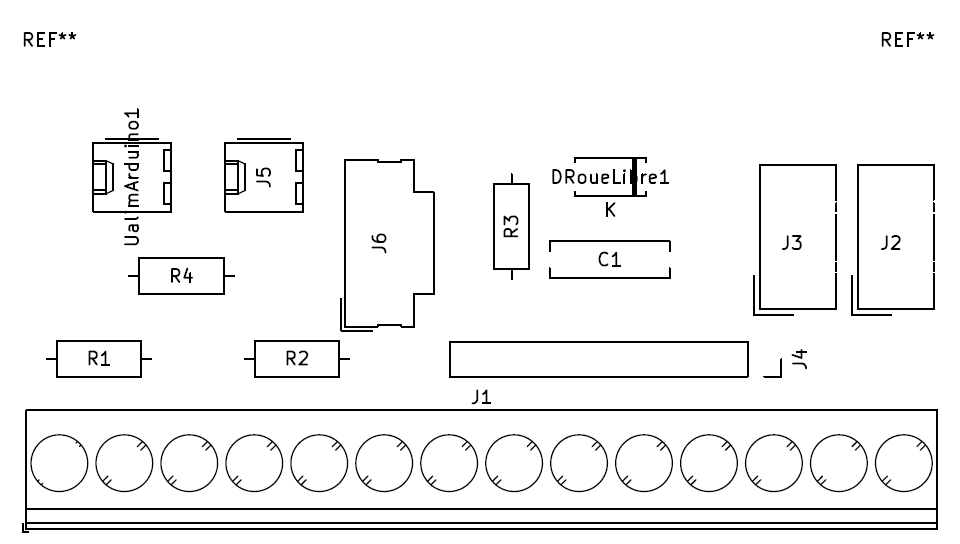 REF**
REF**
UalimArduino1
J5
DRoueLibre1
K
R3
J6
C1
J3
J2
R4
R1
R2
J4
J1